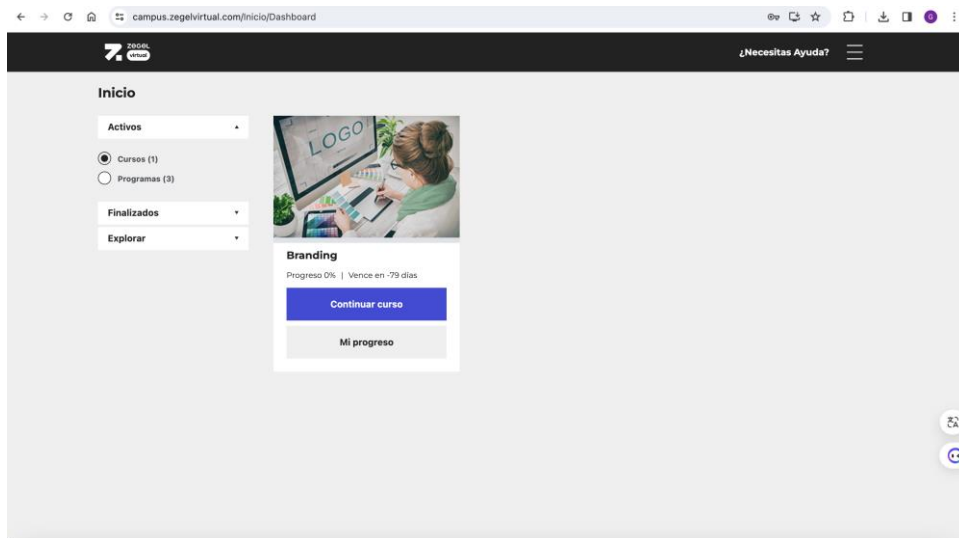 campus.zegelvirtual.com/Inicio/Dashboard
G
ZEGEL
virtual
¿Necesitas Ayuda?
Inicio
Activos
Cursos (1)
Programas (3)
Finalizados
Explorar
LOGO
Branding
Progreso 0% | Vence en -79 días
Continuar curso
Mi progreso